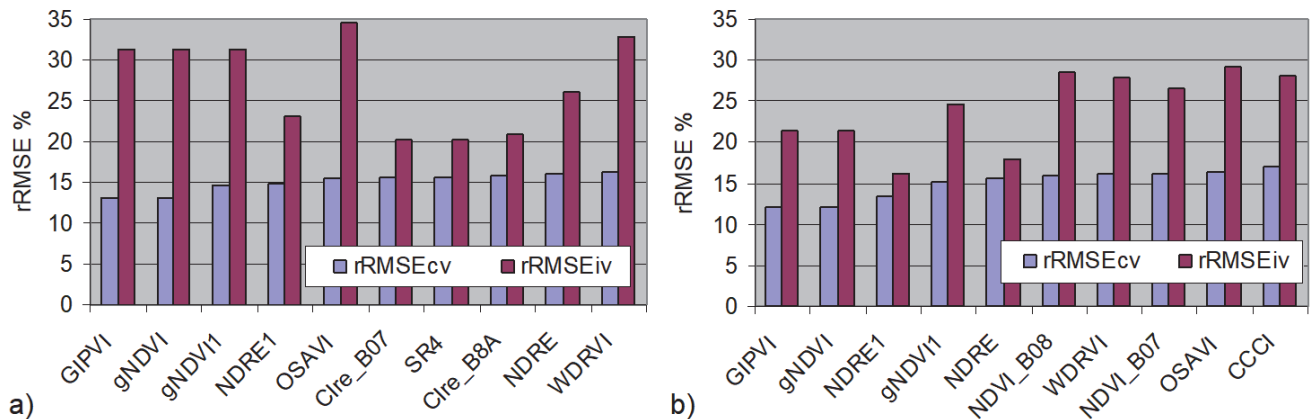 35
30
25
20
15
10
5
0
rRMSE %
rRMSEcv rRMSEiv
GIPVI gNDVI gNDVI1 NDRE1 OSAVI CIre_B07 SR4 CIre_B8A NDRE WDRVI
a)
35
30
25
20
15
10
5
0
rRMSE %
rRMSEcv rRMSEiv
GIPVI gNDVI NDRE1 gNDVI1 NDRE NDVI_B08 WDRVI NDVI_B07 OSAVI CCCI
b)